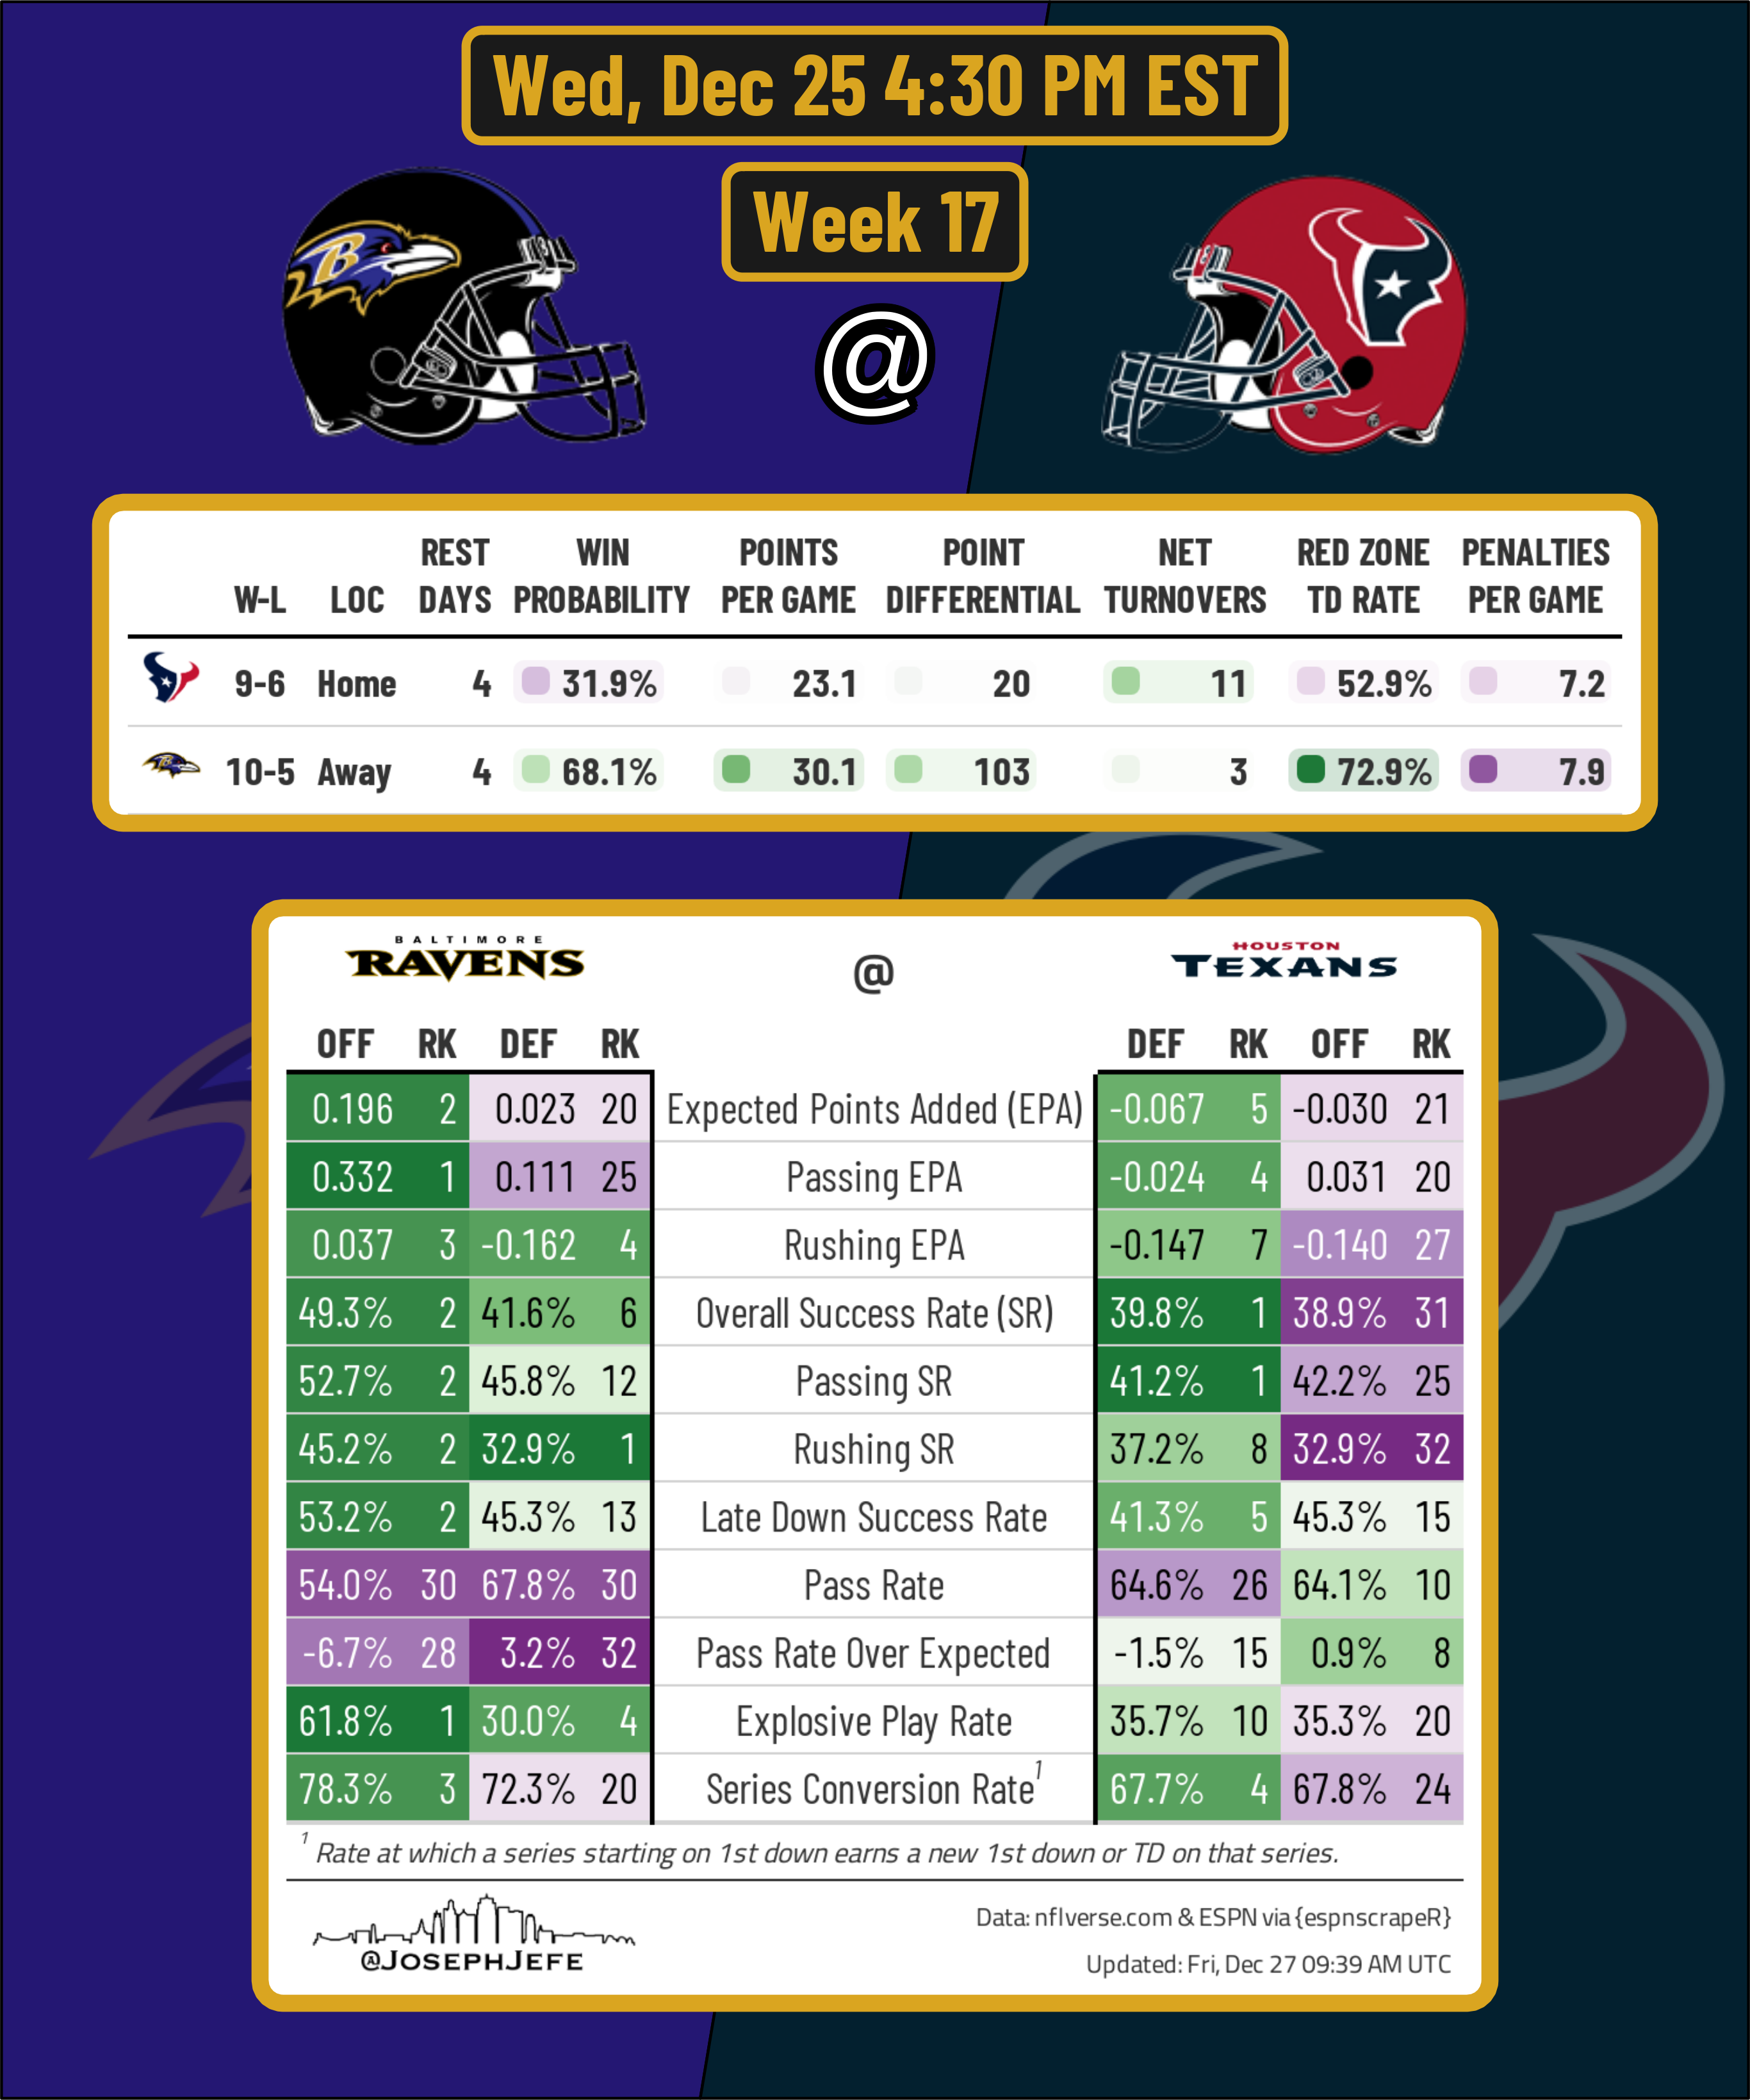 Wed, Dec 25 4:30 PM EST
Week 17
B
@
REST WIN POINTS POINT NET RED ZONE PENALTIES
W-L LOC DAYS PROBABILITY PER GAME DIFFERENTIAL TURNOVERS TD RATE PER GAME
9-6 Home 4 31.9% 23.1 20 11 52.9% 7.2
10-5 Away 4 68.1% 30.1 103 3 72.9% 7.9
BALTIMORE RAVENS @ HOUSTON TEXANS
OFF RK DEF RK DEF RK OFF RK
0.196 2 0.023 20 Expected Points Added (EPA) -0.067 5 -0.030 21
0.332 1 0.111 25 Passing EPA -0.024 4 0.031 20
0.037 3 -0.162 4 Rushing EPA -0.147 7 -0.140 27
49.3% 2 41.6% 6 Overall Success Rate (SR) 39.8% 1 38.9% 31
52.7% 2 45.8% 12 Passing SR 41.2% 1 42.2% 25
45.2% 2 32.9% 1 Rushing SR 37.2% 8 32.9% 32
53.2% 2 45.3% 13 Late Down Success Rate 41.3% 5 45.3% 15
54.0% 30 67.8% 30 Pass Rate 64.6% 26 64.1% 10
-6.7% 28 3.2% 32 Pass Rate Over Expected -1.5% 15 0.9% 8
61.8% 1 30.0% 4 Explosive Play Rate 35.7% 10 35.3% 20
78.3% 3 72.3% 20 Series Conversion Rate¹ 67.7% 4 67.8% 24
¹ Rate at which a series starting on 1st down earns a new 1st down or TD on that series.
@JOSEPHJEFE
Data: nflverse.com & ESPN via {espnscrapeR}
Updated: Fri, Dec 27 09:39 AM UTC